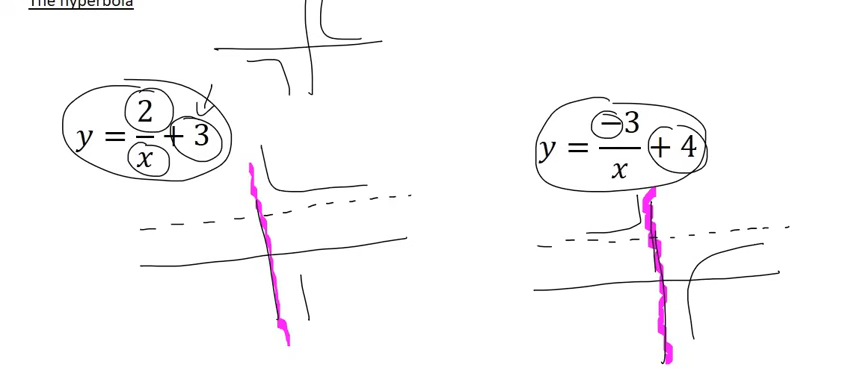 The hyperbola
y = 2/x + 3
y = -3/x + 4